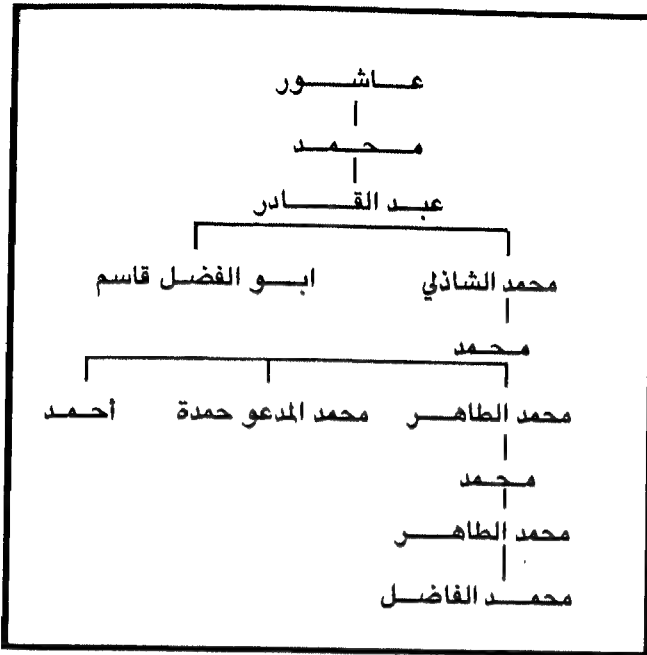 عاشور
محمد
عبد القادر
محمد الشاذلي ابو الفضل قاسم
محمد
محمد الطاهر محمد المدعو حمدة أحمد
محمد
محمد الطاهر
محمد الفاضل